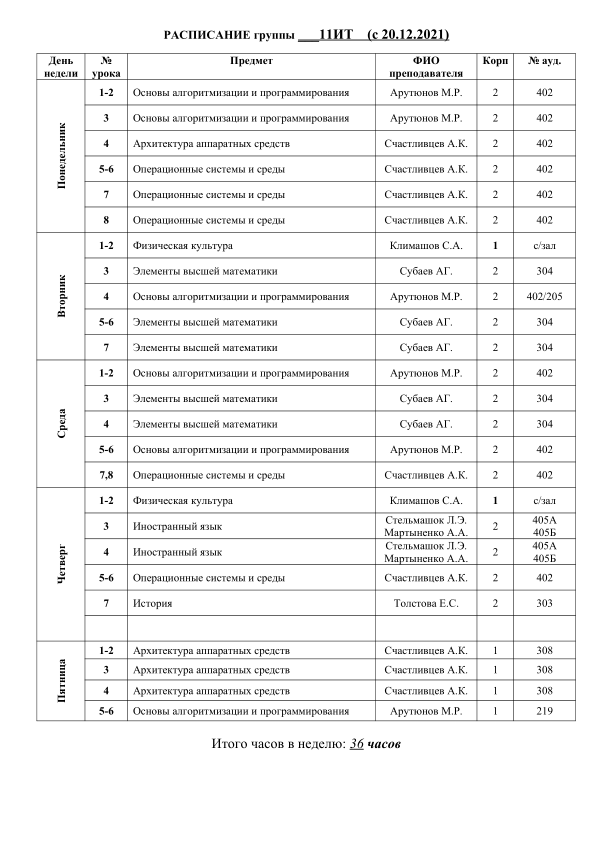 РАСПИСАНИЕ группы ___11ИТ (с 20.12.2021)
День недели № урока Предмет ФИО преподавателя Корп № ауд.
Понедельник
1-2 Основы алгоритмизации и программирования Арутюнов М.Р. 2 402
3 Основы алгоритмизации и программирования Арутюнов М.Р. 2 402
4 Архитектура аппаратных средств Счастливцев А.К. 2 402
5-6 Операционные системы и среды Счастливцев А.К. 2 402
7 Операционные системы и среды Счастливцев А.К. 2 402
8 Операционные системы и среды Счастливцев А.К. 2 402
Вторник
1-2 Физическая культура Климашов С.А. 1 с/зал
3 Элементы высшей математики Субаев АГ. 2 304
4 Основы алгоритмизации и программирования Арутюнов М.Р. 2 402/205
5-6 Элементы высшей математики Субаев АГ. 2 304
7 Элементы высшей математики Субаев АГ. 2 304
Среда
1-2 Основы алгоритмизации и программирования Арутюнов М.Р. 2 402
3 Элементы высшей математики Субаев АГ. 2 304
4 Элементы высшей математики Субаев АГ. 2 304
5-6 Основы алгоритмизации и программирования Арутюнов М.Р. 2 402
7,8 Операционные системы и среды Счастливцев А.К. 2 402
Четверг
1-2 Физическая культура Климашов С.А. 1 с/зал
3 Иностранный язык Стельмашок Л.Э. Мартыненко А.А. 2 405А 405Б
4 Иностранный язык Стельмашок Л.Э. Мартыненко А.А. 2 405А 405Б
5-6 Операционные системы и среды Счастливцев А.К. 2 402
7 История Толстова Е.С. 2 303
Пятница
1-2 Архитектура аппаратных средств Счастливцев А.К. 1 308
3 Архитектура аппаратных средств Счастливцев А.К. 1 308
4 Архитектура аппаратных средств Счастливцев А.К. 1 308
5-6 Основы алгоритмизации и программирования Арутюнов М.Р. 1 219
Итого часов в неделю: 36 часов